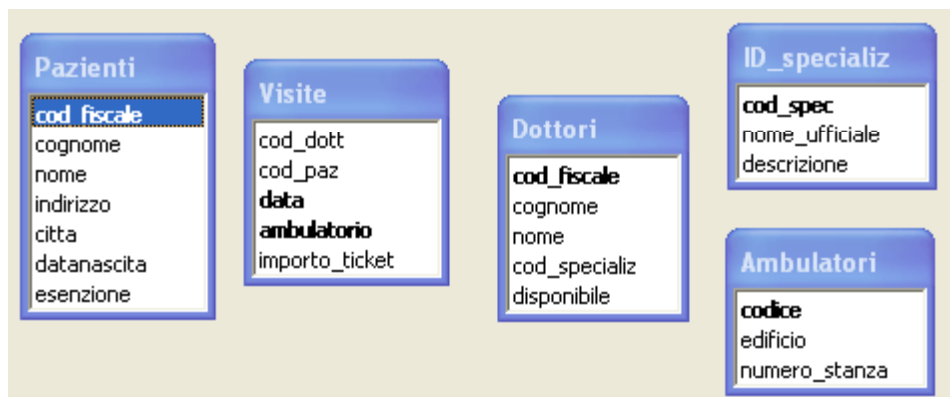 Pazienti
cod_fiscale
cognome
nome
indirizzo
citta
datanascita
esenzione
Visite
cod_dott
cod_paz
data
ambulatorio
importo_ticket
Dottori
cod_fiscale
cognome
nome
cod_specializ
disponibile
ID_specializ
cod_spec
nome_ufficiale
descrizione
Ambulatori
codice
edificio
numero_stanza